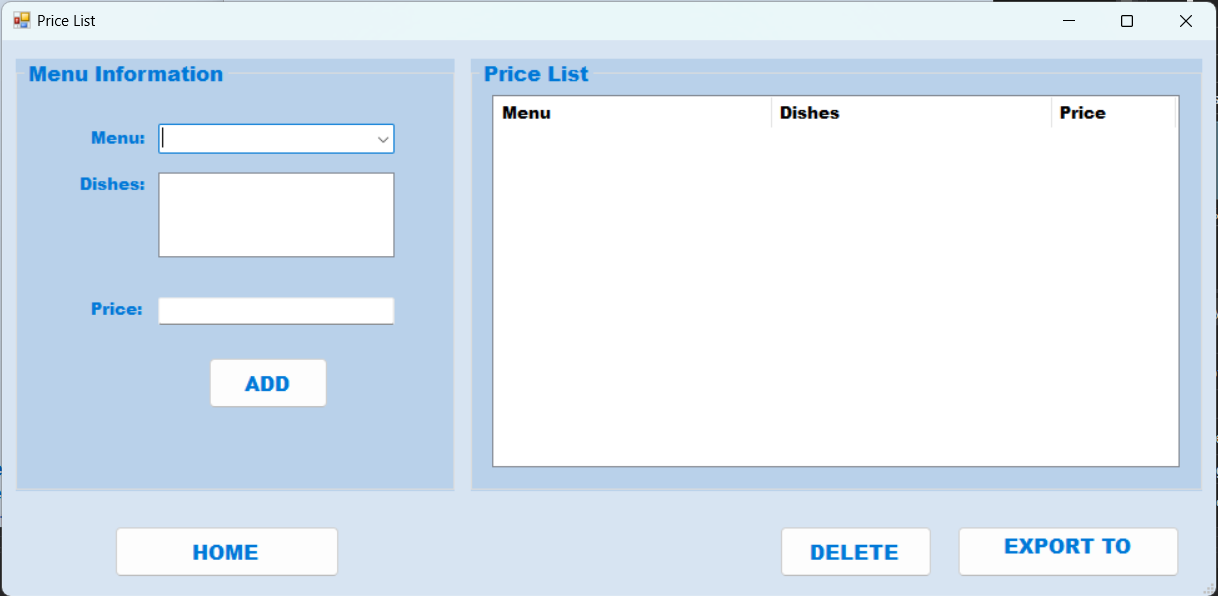 Price List
Menu Information
Menu:
Dishes:
Price:
ADD
Price List
Menu Dishes Price
HOME
DELETE
EXPORT TO